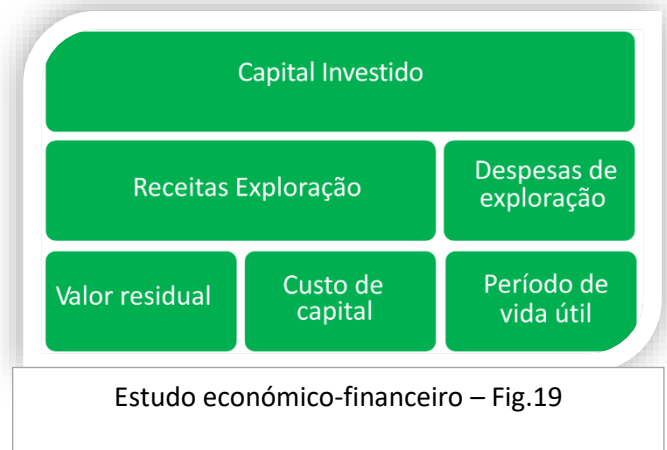 Capital Investido
Receitas Exploração
Despesas de
exploração
Valor residual
Custo de
capital
Período de
vida útil
Estudo económico-financeiro – Fig.19